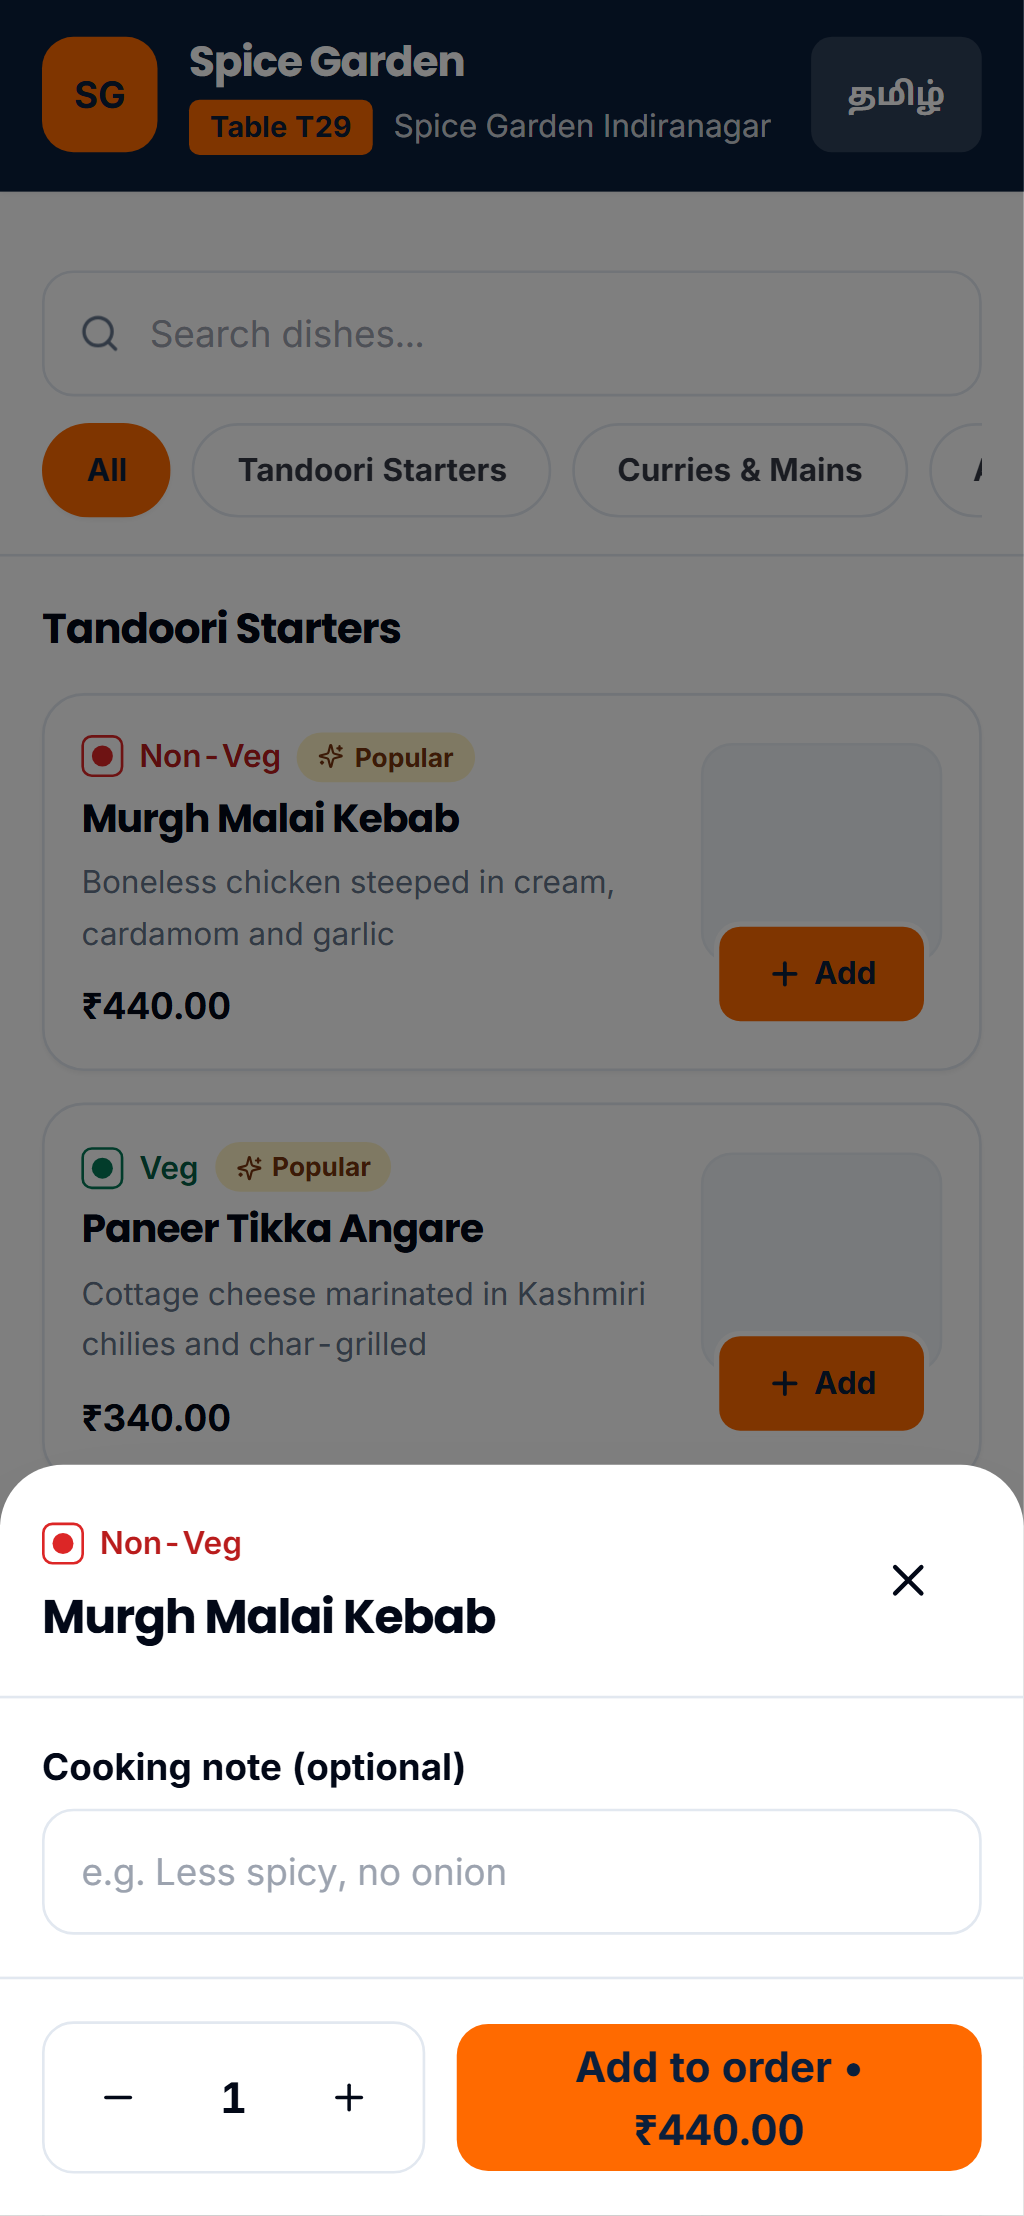 SG
Spice Garden
Table T29
Spice Garden Indiranagar
தமிழ்
Search dishes...
All
Tandoori Starters
Curries & Mains
Tandoori Starters
Non-Veg
Popular
Murgh Malai Kebab
Boneless chicken steeped in cream,
cardamom and garlic
₹440.00
+ Add
Veg
Popular
Paneer Tikka Angare
Cottage cheese marinated in Kashmiri
chilies and char-grilled
₹340.00
+ Add
Non-Veg
Murgh Malai Kebab
Cooking note (optional)
e.g. Less spicy, no onion
− 1 +
Add to order •
₹440.00